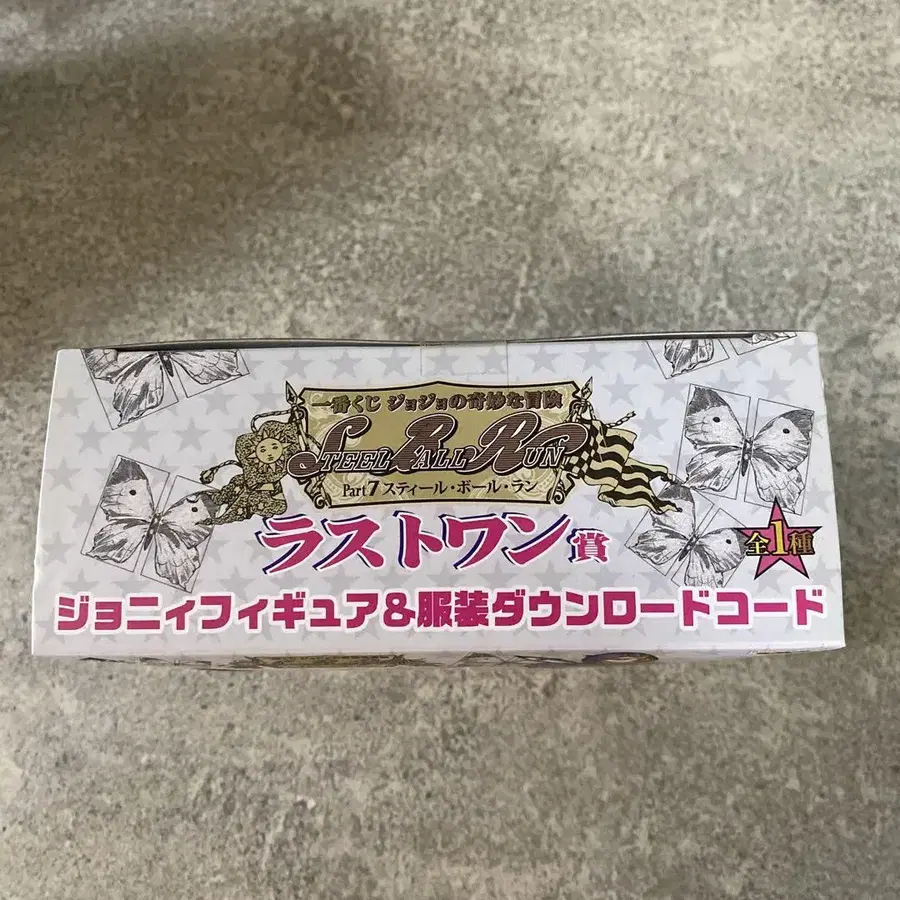 一番くじ ジョジョの奇妙な冒険
STEEL BALL RUN
Part7 スティール・ボール・ラン
ラストワン賞
全1種
ジョニィフィギュア&服装ダウンロードコード